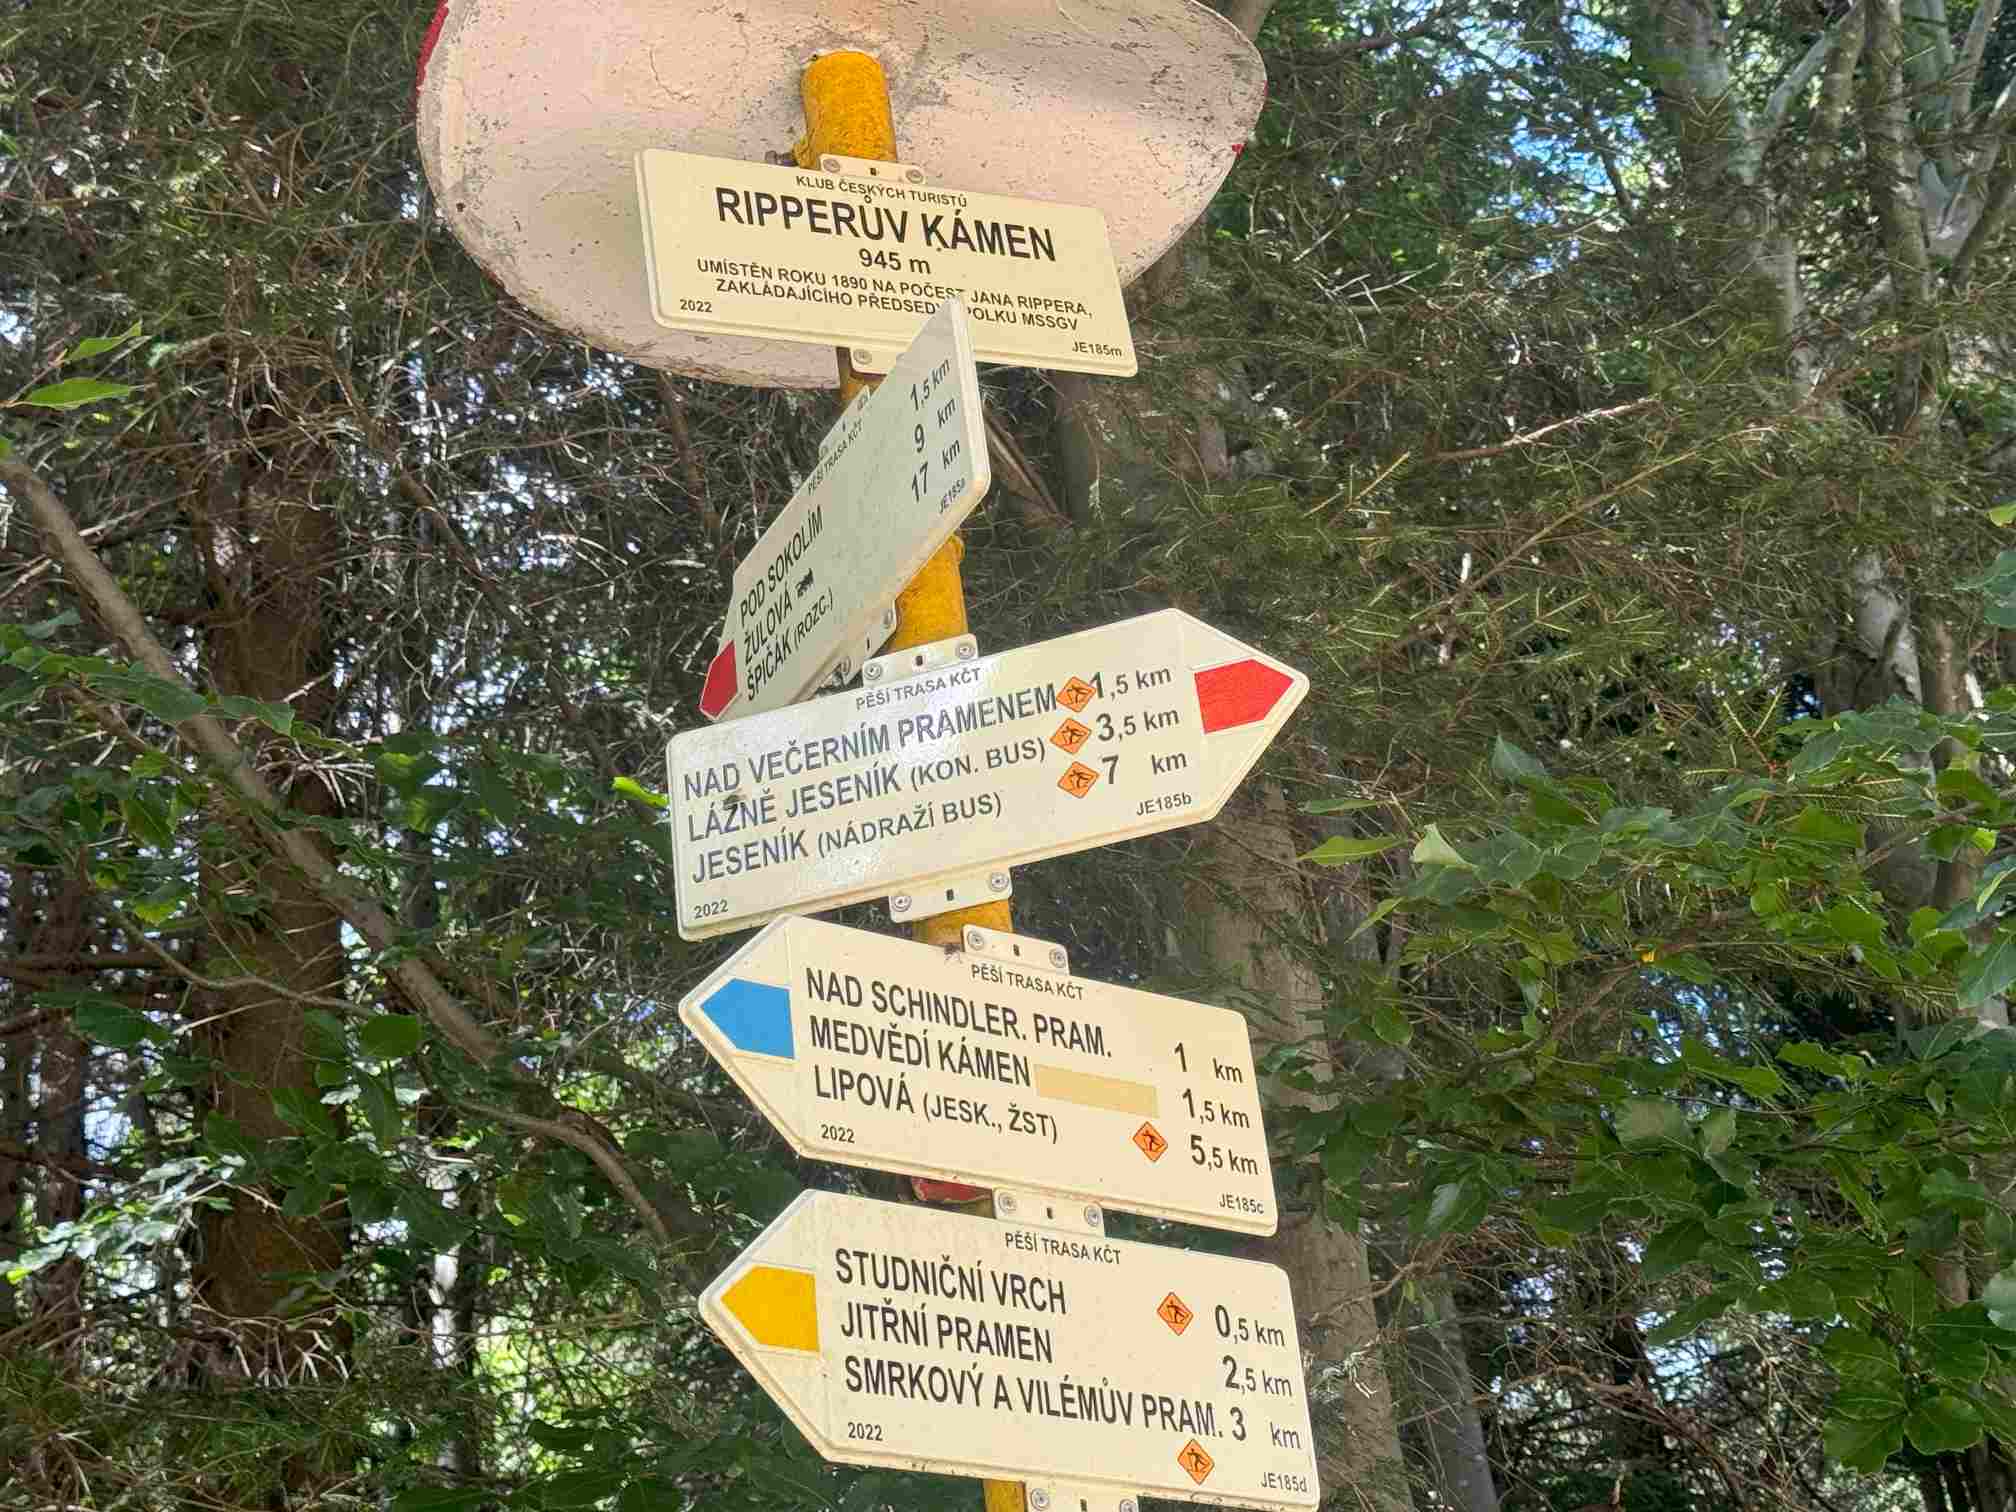 KLUB ČESKÝCH TURISTŮ
RIPPERŮV KÁMEN
945 m
UMÍSTĚN ROKU 1890 NA POČEST JANA RIPPERA,
ZAKLÁDAJÍCÍHO PŘEDSEDY SPOLKU MSSGV
2022 JE185m
PĚŠÍ TRASA KČT
POD SOKOLÍM 1,5 km
ŽULOVÁ 9 km
ŠPIČÁK (ROZC.) 17 km
JE185a
PĚŠÍ TRASA KČT
NAD VEČERNÍM PRAMENEM 1,5 km
LÁZNĚ JESENÍK (KON. BUS) 3,5 km
JESENÍK (NÁDRAŽÍ BUS) 7 km
2022 JE185b
PĚŠÍ TRASA KČT
NAD SCHINDLER. PRAM. 1 km
MEDVĚDÍ KÁMEN 1,5 km
LIPOVÁ (JESK., ŽST) 5,5 km
2022 JE185c
PĚŠÍ TRASA KČT
STUDNIČNÍ VRCH 0,5 km
JITŘNÍ PRAMEN 2,5 km
SMRKOVÝ A VILÉMŮV PRAM. 3 km
2022 JE185d